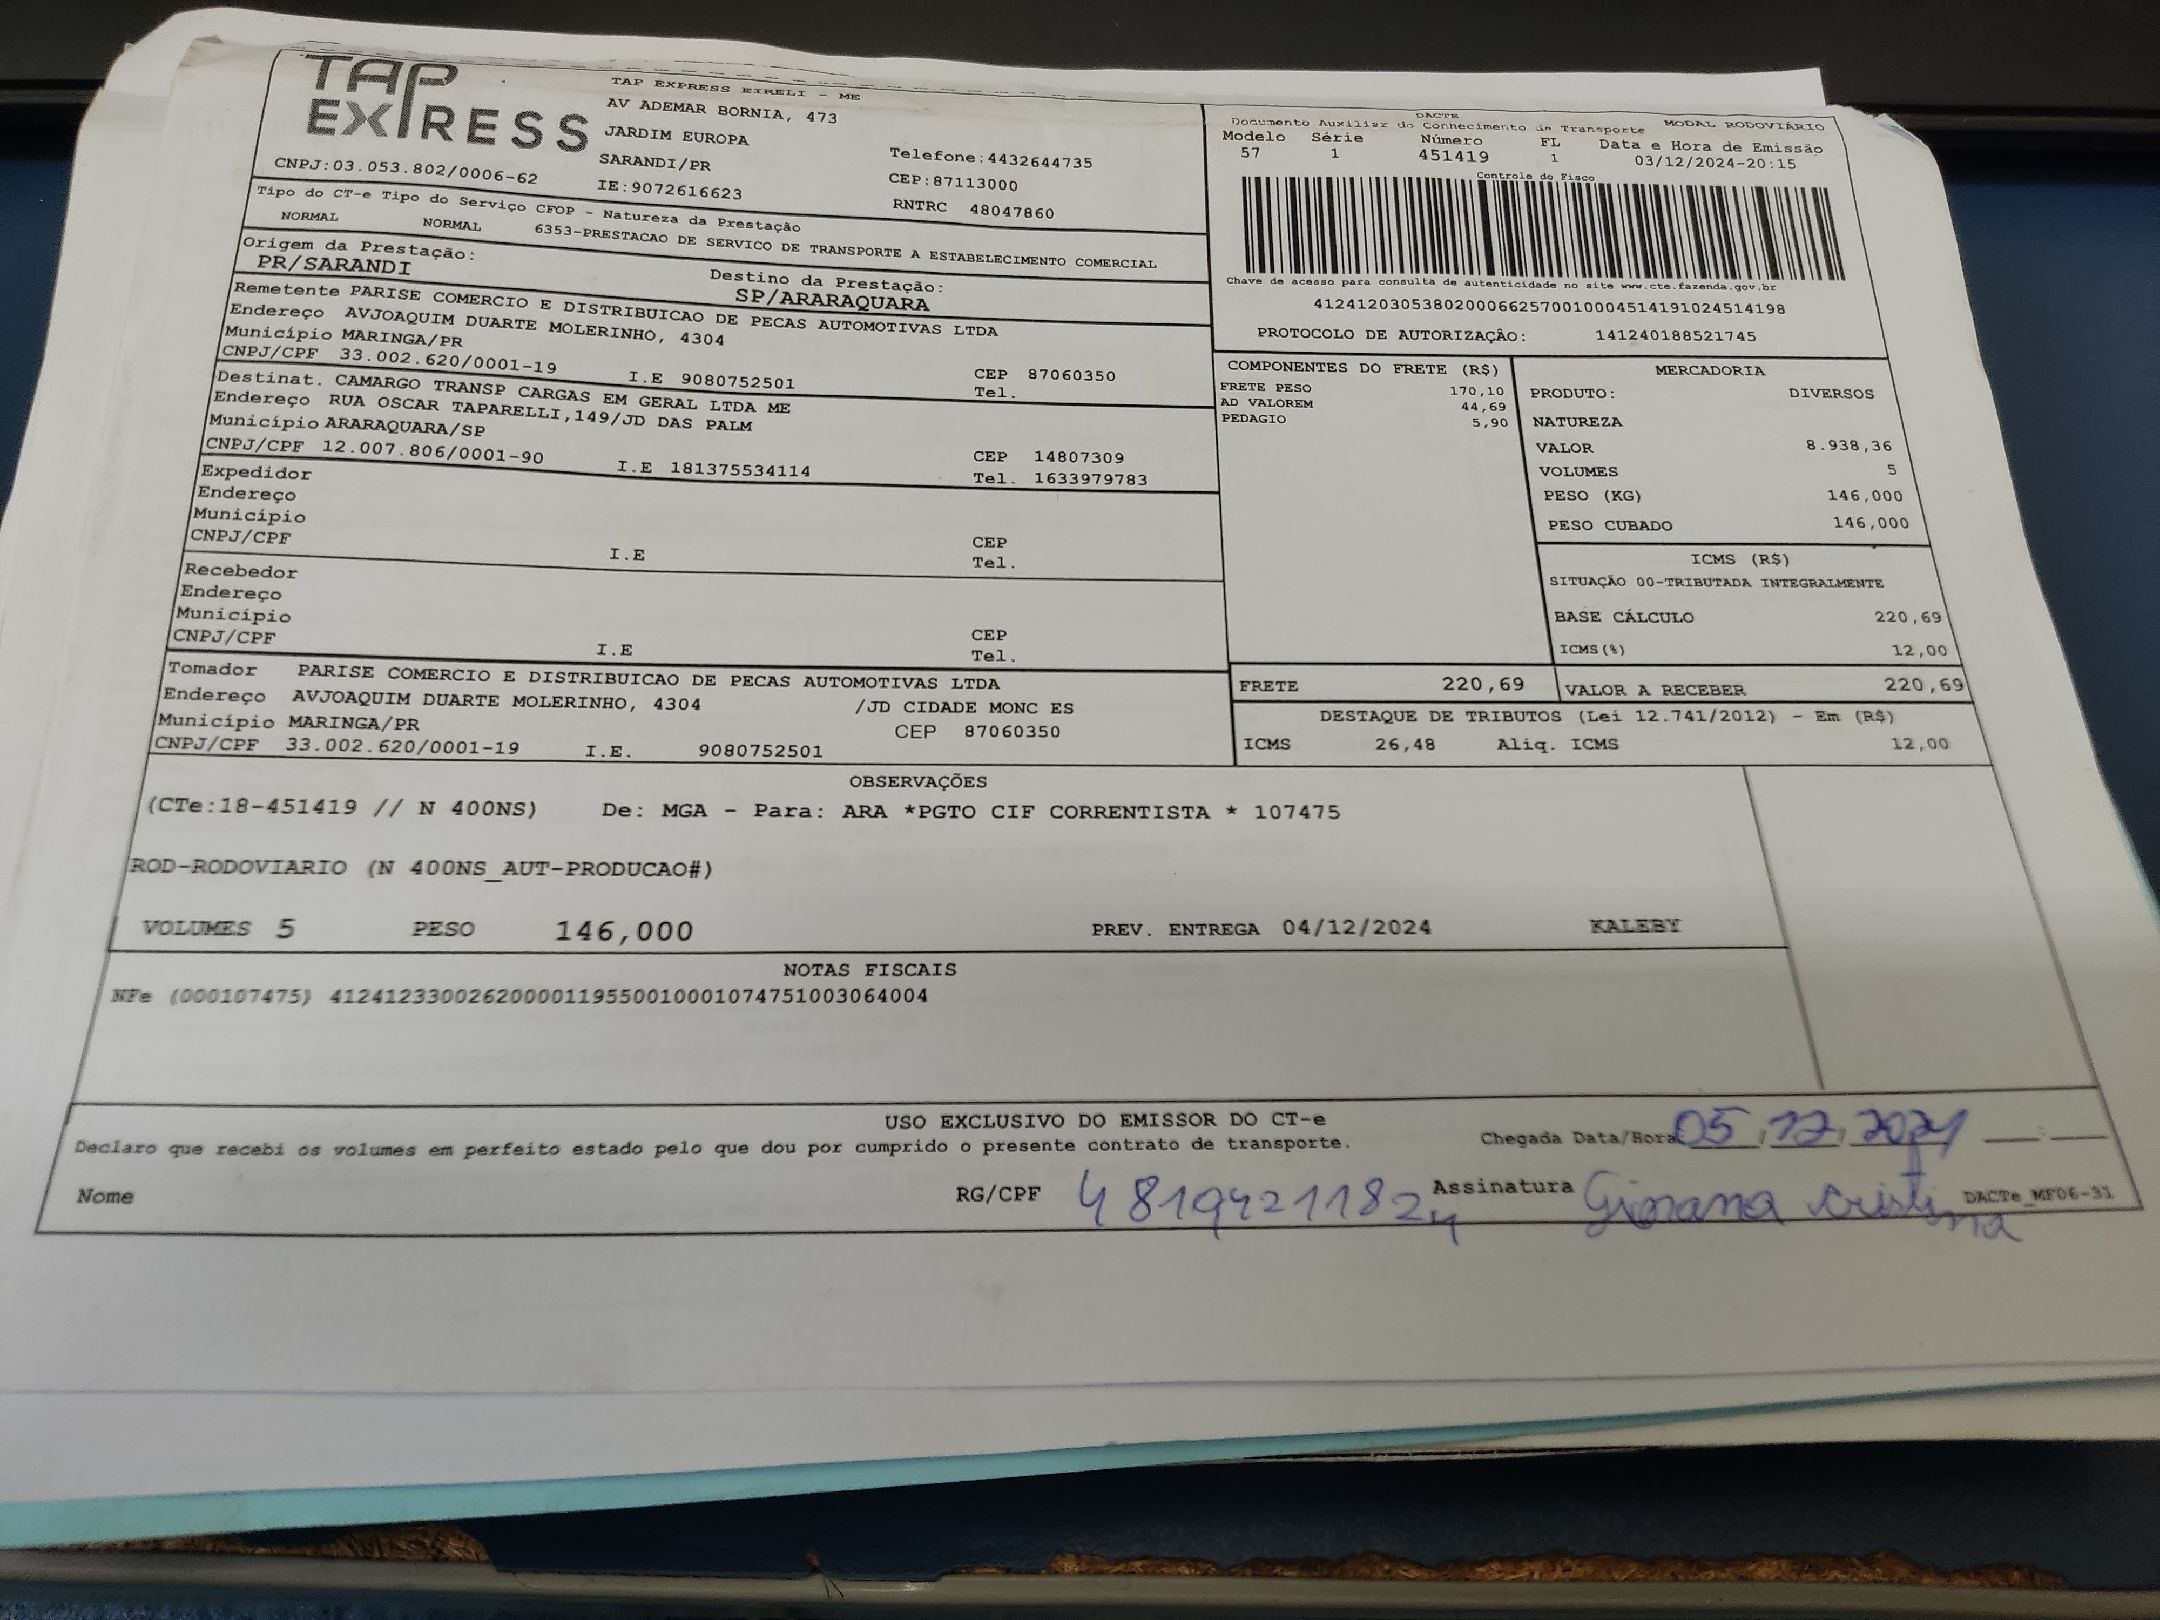 TAP EXPRESS
TAP EXPRESS EIRELI - ME
AV ADEMAR BORNIA, 473
JARDIM EUROPA
SARANDI/PR
Telefone:4432644735
CNPJ:03.053.802/0006-62
IE:9072616623
CEP:87113000
RNTRC 48047860
DACTE
Documento Auxiliar do Conhecimento de Transporte MODAL RODOVIÁRIO
Modelo Série Número FL Data e Hora de Emissão
57 1 451419 1 03/12/2024-20:15
Controle do Fisco
Chave de acesso para consulta de autenticidade no site www.cte.fazenda.gov.br
41241203053802000662570010004514191024514198
PROTOCOLO DE AUTORIZAÇÃO: 141240188521745
Tipo do CT-e Tipo do Serviço CFOP - Natureza da Prestação
NORMAL NORMAL 6353-PRESTACAO DE SERVICO DE TRANSPORTE A ESTABELECIMENTO COMERCIAL
Origem da Prestação: Destino da Prestação:
PR/SARANDI SP/ARARAQUARA
Remetente PARISE COMERCIO E DISTRIBUICAO DE PECAS AUTOMOTIVAS LTDA
Endereço AVJOAQUIM DUARTE MOLERINHO, 4304
Município MARINGA/PR CEP 87060350
CNPJ/CPF 33.002.620/0001-19 I.E 9080752501 Tel.
Destinat. CAMARGO TRANSP CARGAS EM GERAL LTDA ME
Endereço RUA OSCAR TAPARELLI,149/JD DAS PALM
Município ARARAQUARA/SP CEP 14807309
CNPJ/CPF 12.007.806/0001-90 I.E 181375534114 Tel. 1633979783
Expedidor
Endereço
Município CEP
CNPJ/CPF I.E Tel.
Recebedor
Endereço
Município CEP
CNPJ/CPF I.E Tel.
Tomador PARISE COMERCIO E DISTRIBUICAO DE PECAS AUTOMOTIVAS LTDA
Endereço AVJOAQUIM DUARTE MOLERINHO, 4304 /JD CIDADE MONC ES
Município MARINGA/PR CEP 87060350
CNPJ/CPF 33.002.620/0001-19 I.E. 9080752501
COMPONENTES DO FRETE (R$)
FRETE PESO 170,10
AD VALOREM 44,69
PEDAGIO 5,90
MERCADORIA
PRODUTO: DIVERSOS
NATUREZA
VALOR 8.938,36
VOLUMES 5
PESO (KG) 146,000
PESO CUBADO 146,000
ICMS (R$)
SITUAÇÃO 00-TRIBUTADA INTEGRALMENTE
BASE CÁLCULO 220,69
ICMS(%) 12,00
FRETE 220,69 VALOR A RECEBER 220,69
DESTAQUE DE TRIBUTOS (Lei 12.741/2012) - Em (R$)
ICMS 26,48 Aliq. ICMS 12,00
OBSERVAÇÕES
(CTe:18-451419 // N 400NS) De: MGA - Para: ARA *PGTO CIF CORRENTISTA * 107475
ROD-RODOVIARIO (N 400NS_AUT-PRODUCAO#)
VOLUMES 5 PESO 146,000 PREV. ENTREGA 04/12/2024 KALEBY
NOTAS FISCAIS
NFe (000107475) 41241233002620000119550010001074751003064004
USO EXCLUSIVO DO EMISSOR DO CT-e
Declaro que recebi os volumes em perfeito estado pelo que dou por cumprido o presente contrato de transporte. Chegada Data/Hora 05,12,2024
Nome RG/CPF Assinatura cristina DACTe_MF06-31